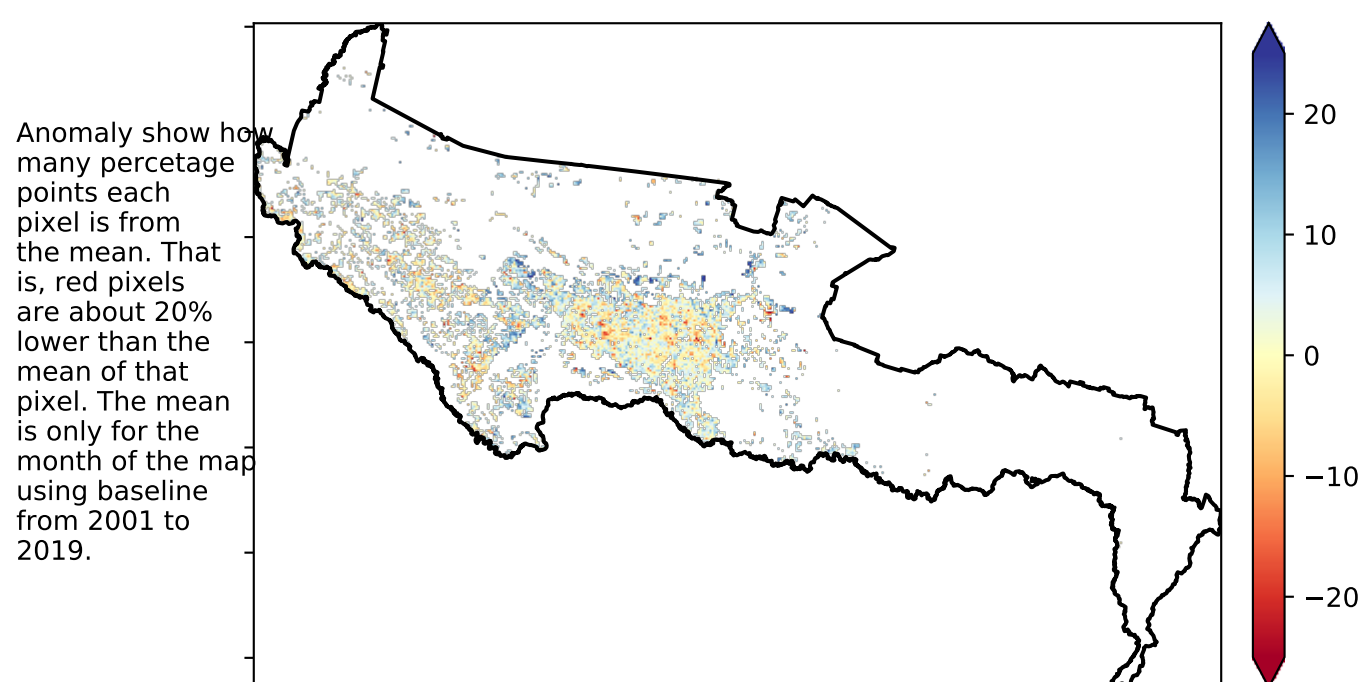 Anomaly show how
many percetage
points each
pixel is from
the mean. That
is, red pixels
are about 20%
lower than the
mean of that
pixel. The mean
is only for the
month of the map
using baseline
from 2001 to
2019.
20
10
0
−10
−20